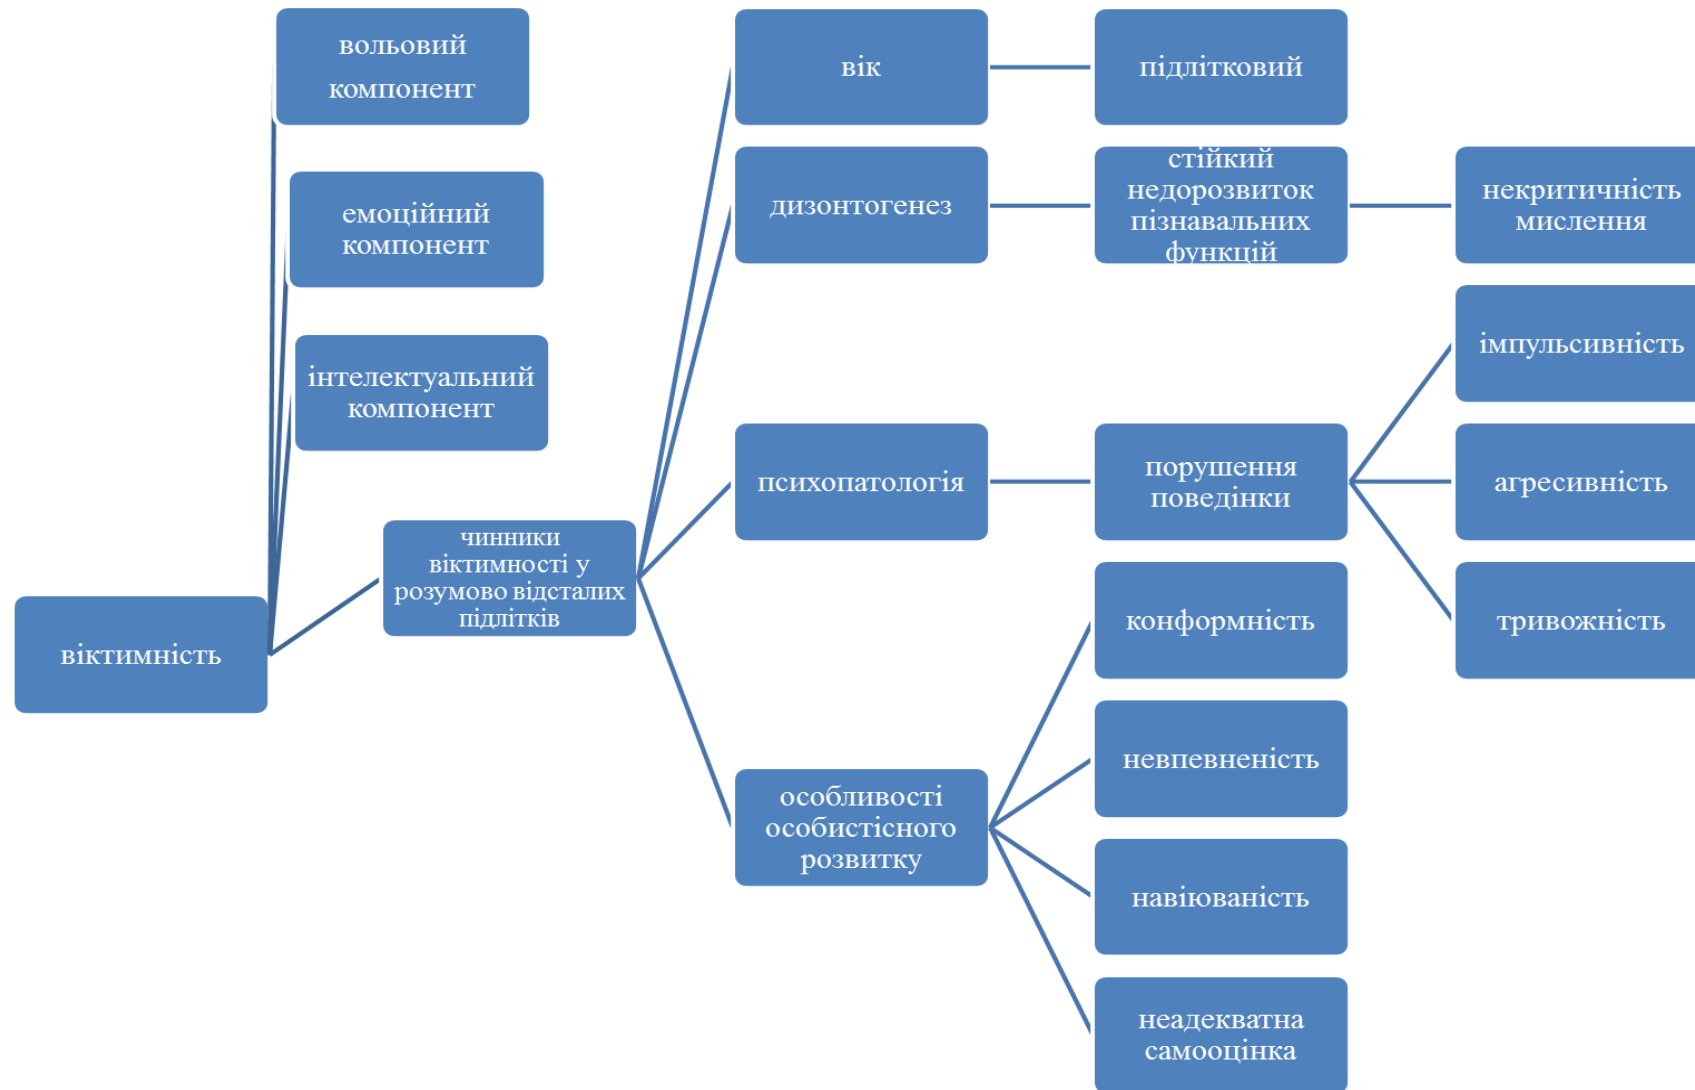 вольовий
компонент
емоційний
компонент
інтелектуальний
компонент
віктимність
чинники
віктимності у
розумово відсталих
підлітків
вік
підлітковий
дизонтогенез
стійкий
недорозвиток
пізнавальних
функцій
некритичність
мислення
психопатологія
порушення
поведінки
імпульсивність
агресивність
тривожність
особливості
особистісного
розвитку
конформність
невпевненість
навіюваність
неадекватна
самооцінка